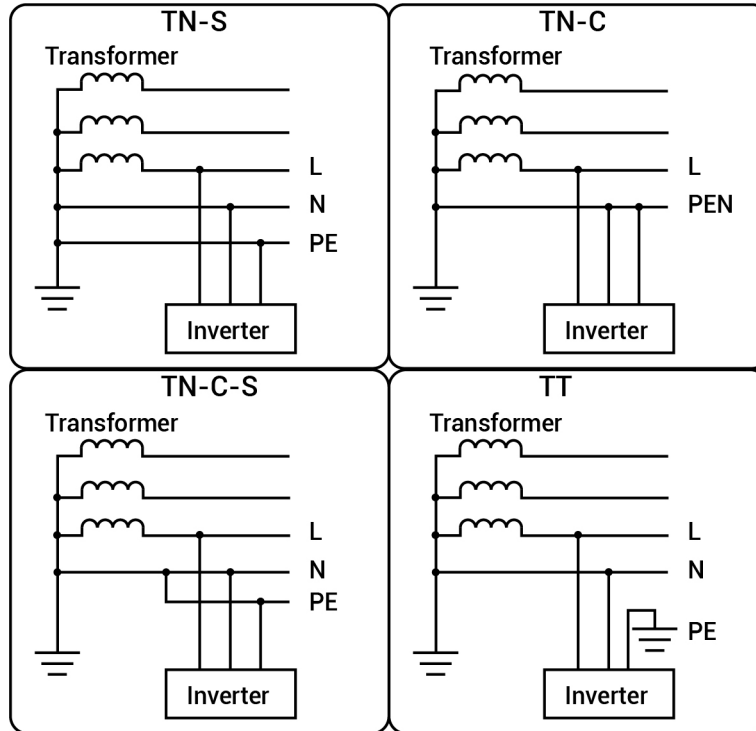 TN-S
Transformer
L
N
PE
Inverter
TN-C
Transformer
L
PEN
Inverter
TN-C-S
Transformer
L
N
PE
Inverter
TT
Transformer
L
N
PE
Inverter